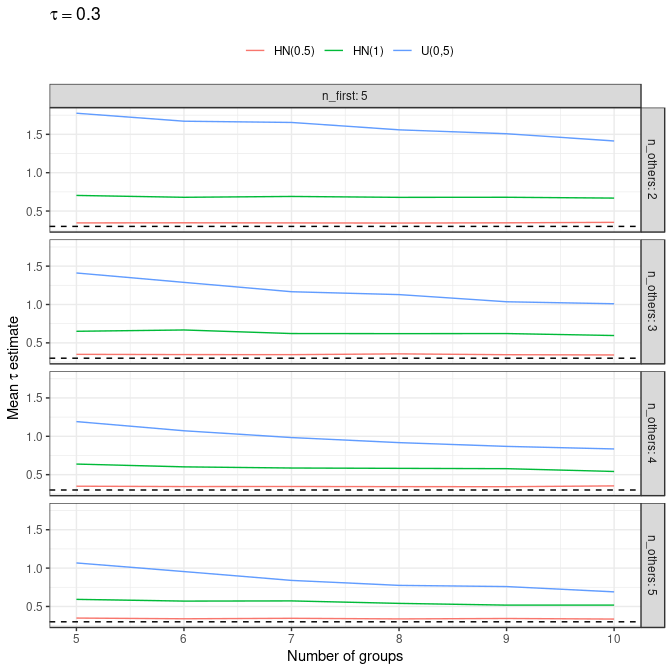 τ = 0.3
HN(0.5) HN(1) U(0,5)
n_first: 5
1.5
1.0
0.5
n_others: 2
1.5
1.0
0.5
n_others: 3
1.5
1.0
0.5
n_others: 4
1.5
1.0
0.5
n_others: 5
Mean τ estimate
5 6 7 8 9 10
Number of groups